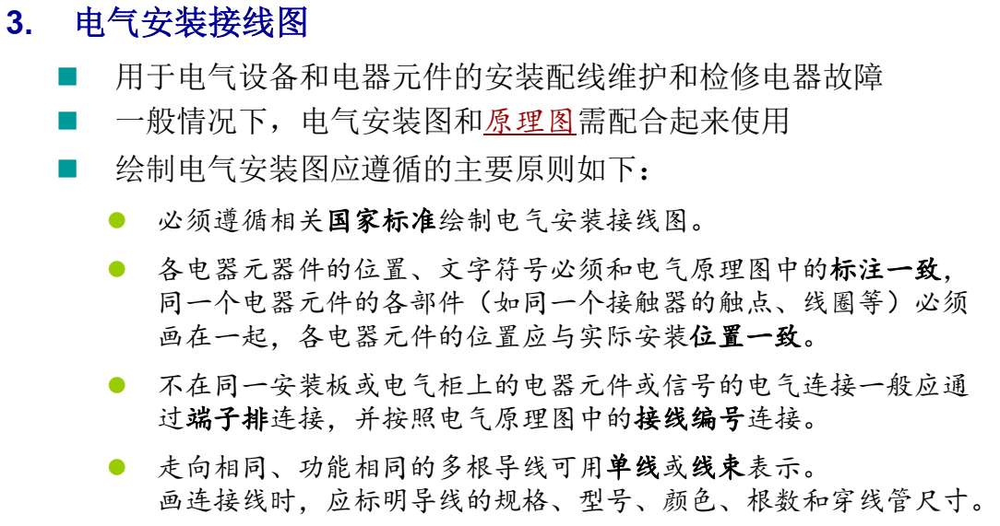 3. 电气安装接线图
■ 用于电气设备和电器元件的安装配线维护和检修电器故障
■ 一般情况下，电气安装图和原理图需配合起来使用
■ 绘制电气安装图应遵循的主要原则如下：
● 必须遵循相关国家标准绘制电气安装接线图。
● 各电器元器件的位置、文字符号必须和电气原理图中的标注一致，
同一个电器元件的各部件（如同一个接触器的触点、线圈等）必须
画在一起，各电器元件的位置应与实际安装位置一致。
● 不在同一安装板或电气柜上的电器元件或信号的电气连接一般应通
过端子排连接，并按照电气原理图中的接线编号连接。
● 走向相同、功能相同的多根导线可用单线或线束表示。
画连接线时，应标明导线的规格、型号、颜色、根数和穿线管尺寸。